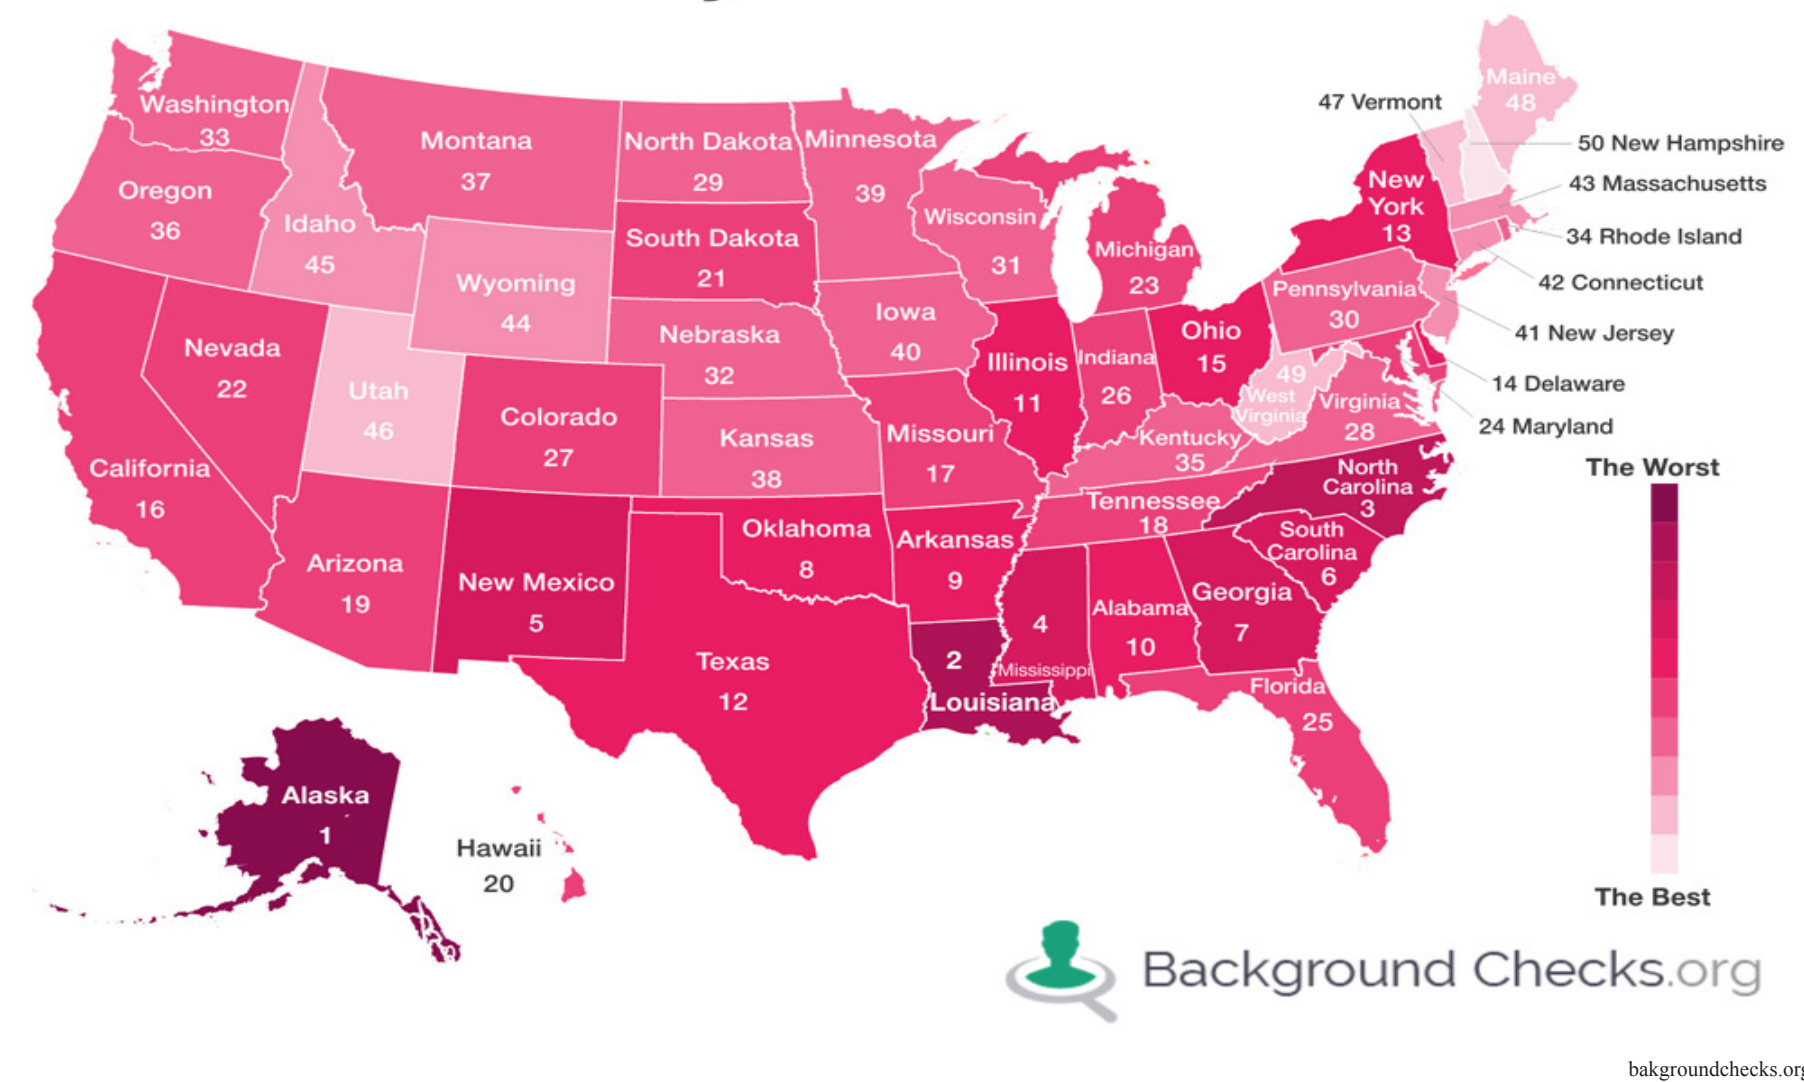 Maine
48
47 Vermont
50 New Hampshire
43 Massachusetts
34 Rhode Island
42 Connecticut
41 New Jersey
14 Delaware
24 Maryland
Washington
33
Oregon
36
Idaho
45
Montana
37
North Dakota
29
Minnesota
39
Wisconsin
31
Michigan
23
New
York
13
Wyoming
44
South Dakota
21
Nebraska
32
Iowa
40
Illinois
11
Indiana
26
Ohio
15
Pennsylvania
30
Nevada
22
Utah
46
Colorado
27
Kansas
38
Missouri
17
Kentucky
35
49
West
Virginia
Virginia
28
California
16
Arizona
19
New Mexico
5
Oklahoma
8
Arkansas
9
Tennessee
18
North
Carolina
3
South
Carolina
6
Texas
12
2
Louisiana
4
Mississippi
Alabama
10
Georgia
7
Florida
25
Alaska
1
Hawaii
20
The Worst
The Best
Background Checks.org
bakgroundchecks.org